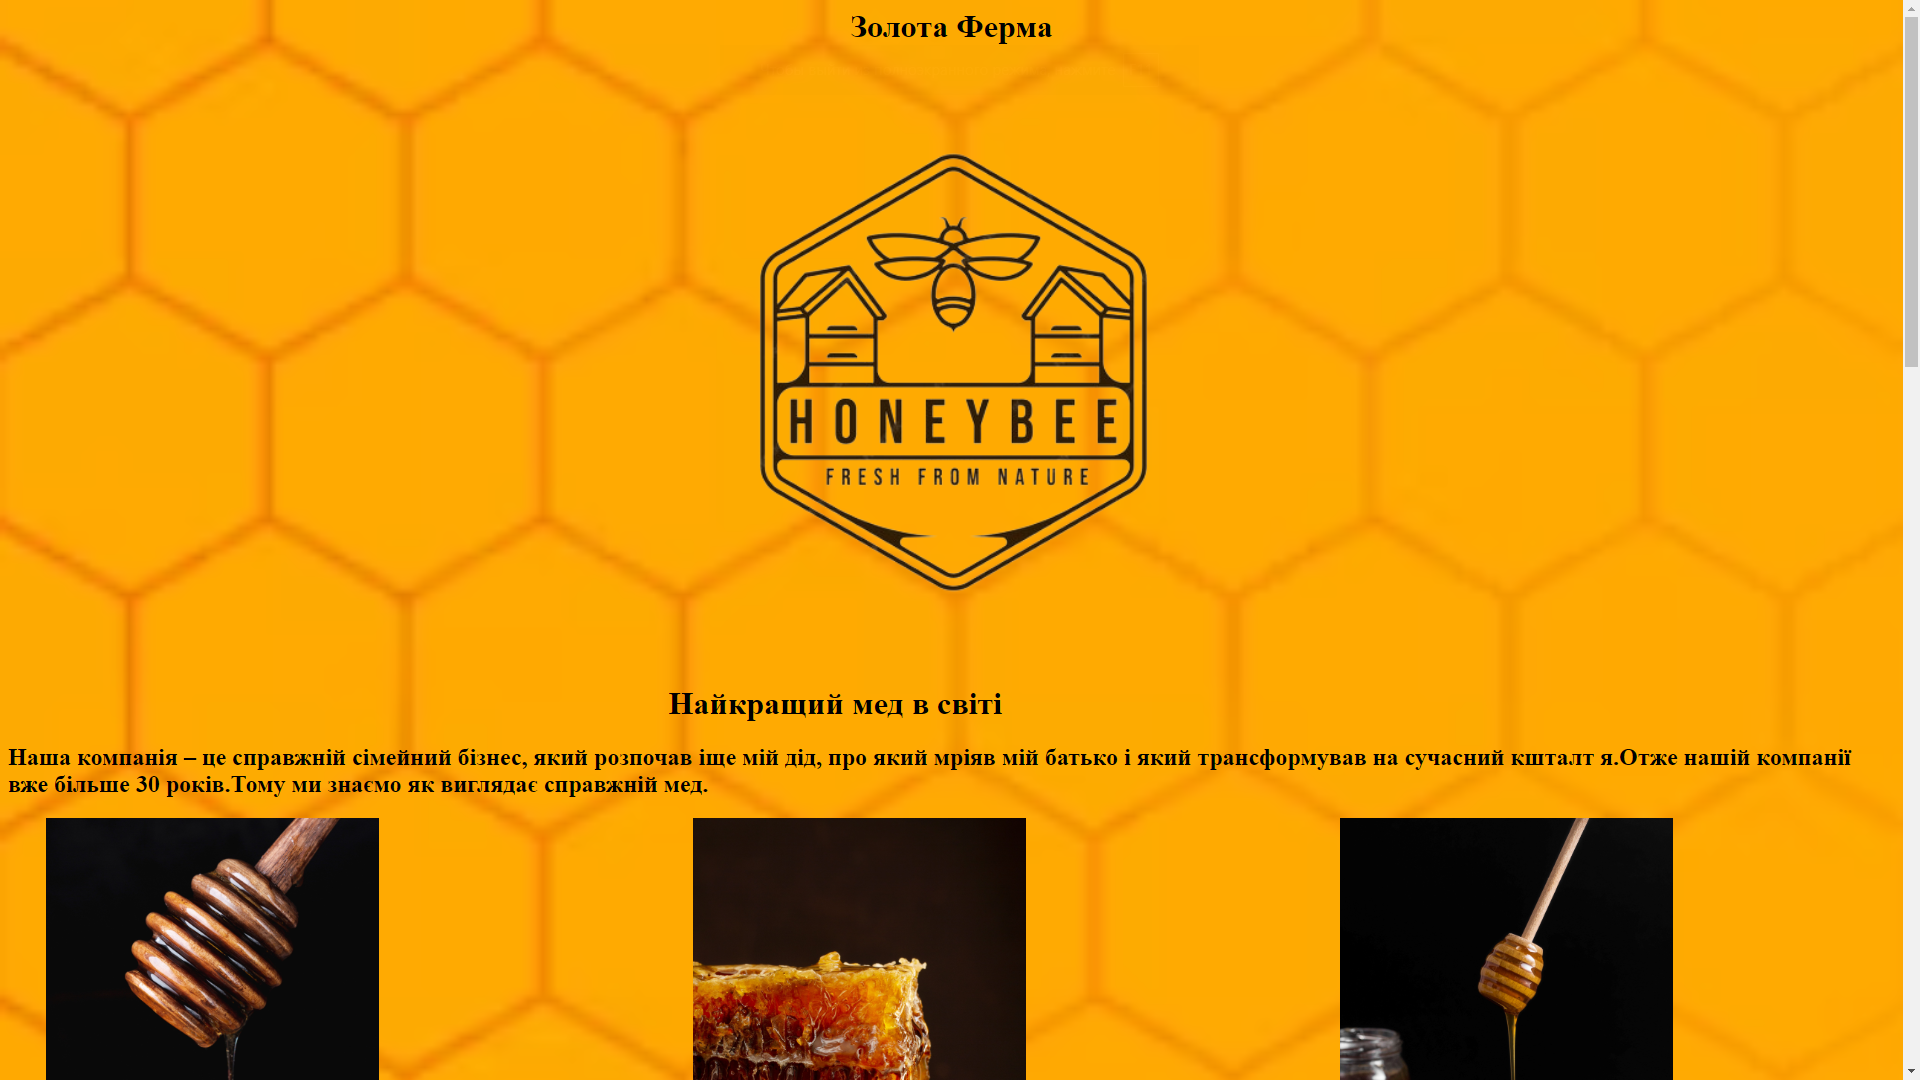 Золота Ферма
HONEYBEE
FRESH FROM NATURE
Найкращий мед в світі
Наша компанія – це справжній сімейний бізнес, який розпочав іще мій дід, про який мріяв мій батько і який трансформував на сучасний кшталт я.Отже нашій компанії
вже більше 30 років.Тому ми знаємо як виглядає справжній мед.